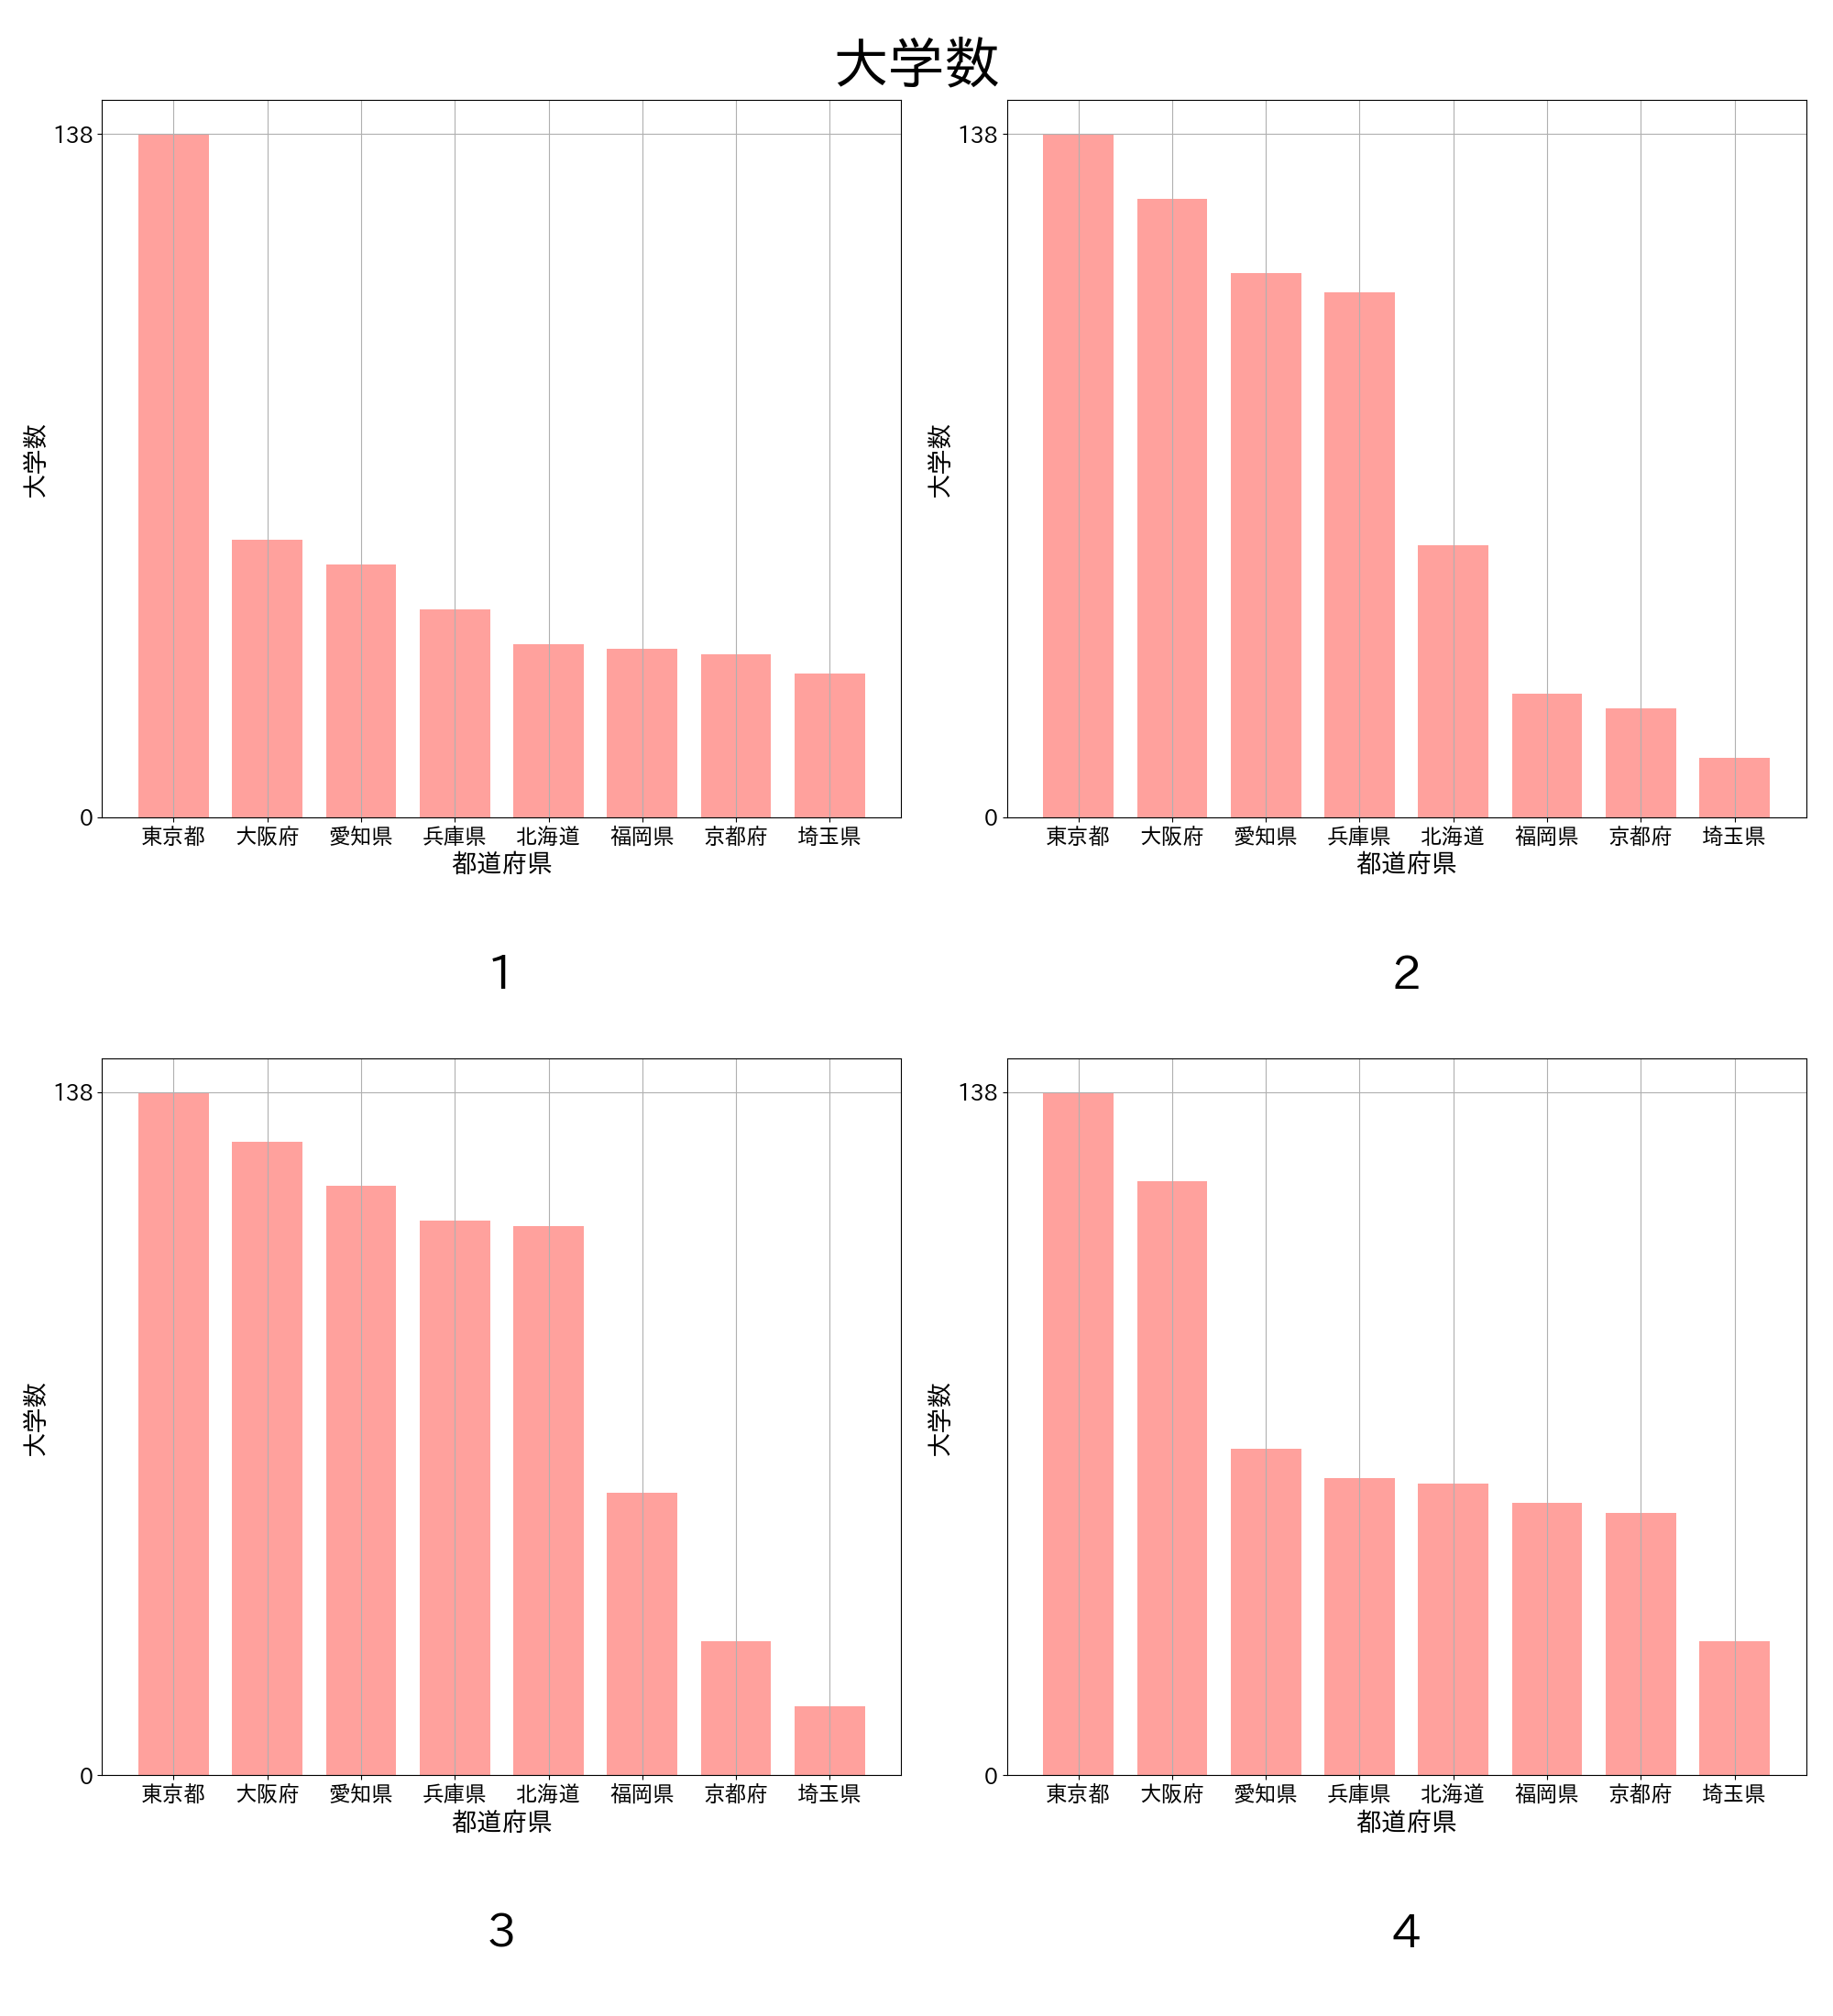 大学数
138
大学数
0
東京都 大阪府 愛知県 兵庫県 北海道 福岡県 京都府 埼玉県
都道府県
1
138
大学数
0
東京都 大阪府 愛知県 兵庫県 北海道 福岡県 京都府 埼玉県
都道府県
2
138
大学数
0
東京都 大阪府 愛知県 兵庫県 北海道 福岡県 京都府 埼玉県
都道府県
3
138
大学数
0
東京都 大阪府 愛知県 兵庫県 北海道 福岡県 京都府 埼玉県
都道府県
4